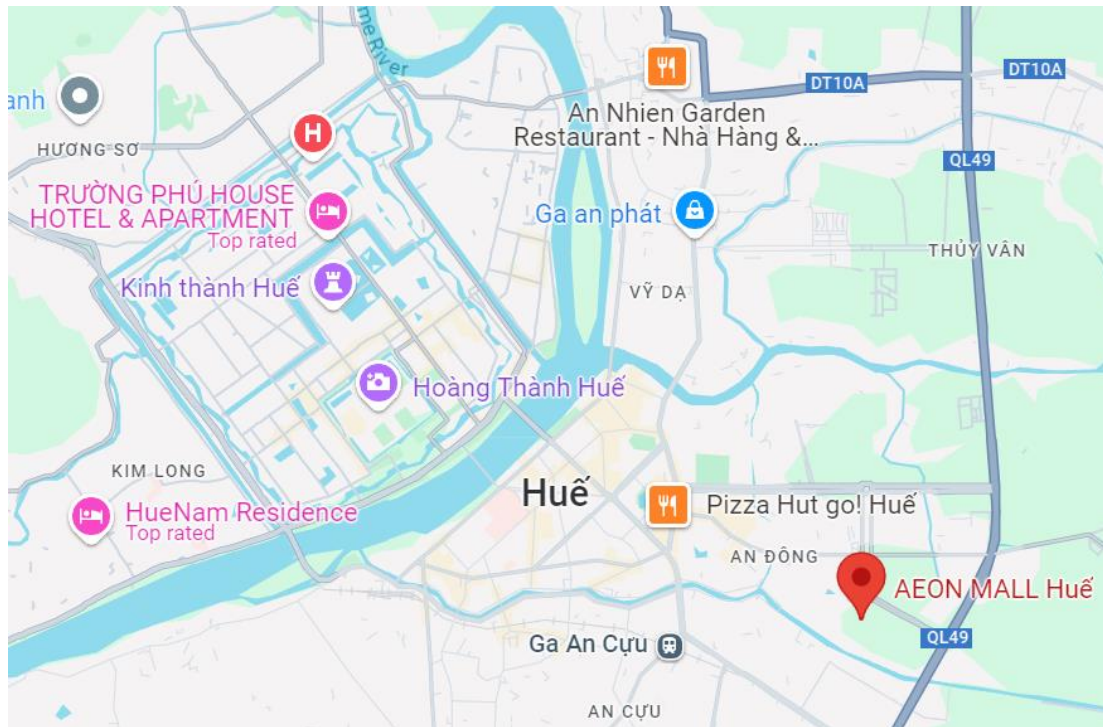 me River
DT10A
DT10A
anh
An Nhien Garden
Restaurant - Nhà Hàng &...
H
HƯƠNG SƠ
QL49
TRƯỜNG PHÚ HOUSE
HOTEL & APARTMENT
Top rated
Ga an phát
THỦY VÂN
Kinh thành Huế
VỸ DẠ
Hoàng Thành Huế
KIM LONG
Huế
HueNam Residence
Top rated
Pizza Hut go! Huế
AN ĐÔNG
AEON MALL Huế
QL49
Ga An Cựu
AN CỰU